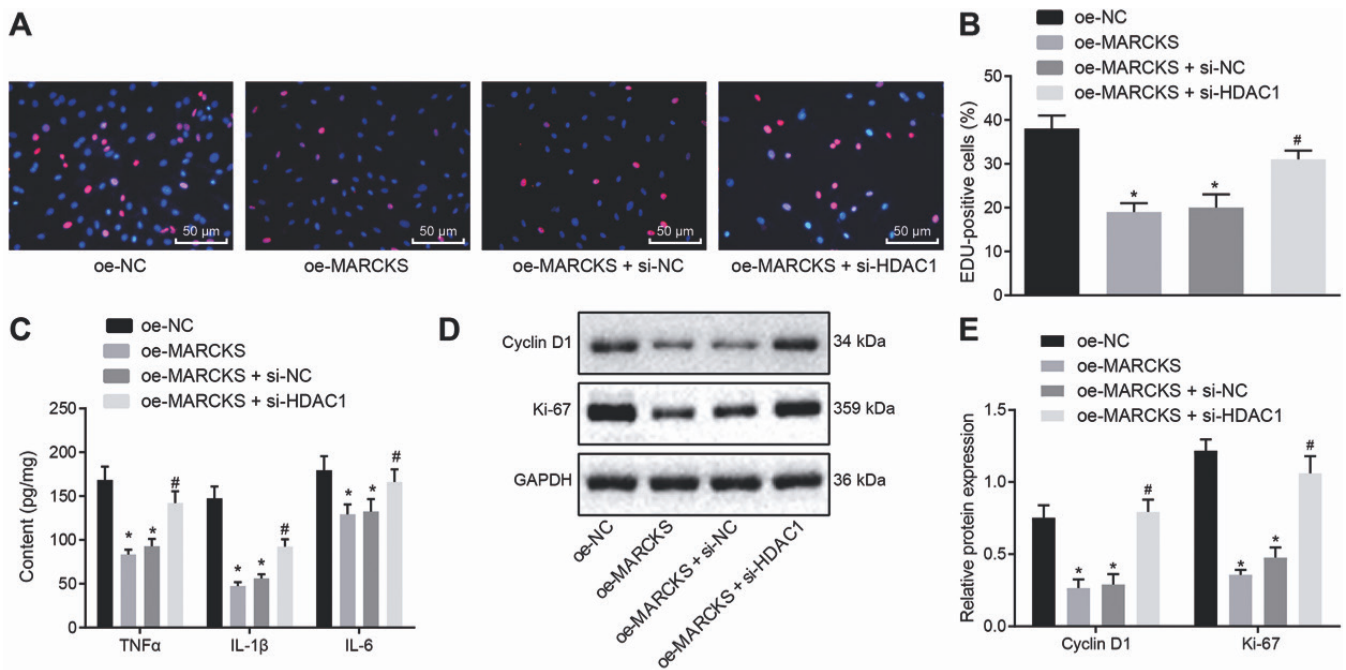 A
50 μm
50 μm
50 μm
50 μm
oe-NC
oe-MARCKS
oe-MARCKS + si-NC
oe-MARCKS + si-HDAC1
B
oe-NC
oe-MARCKS
oe-MARCKS + si-NC
oe-MARCKS + si-HDAC1
EDU-positive cells (%)
50
40
30
20
10
0
*
*
#
C
oe-NC
oe-MARCKS
oe-MARCKS + si-NC
oe-MARCKS + si-HDAC1
Content (pg/mg)
250
200
150
100
50
0
* * #
* * #
* * #
TNFα
IL-1β
IL-6
D
Cyclin D1
34 kDa
Ki-67
359 kDa
GAPDH
36 kDa
oe-NC
oe-MARCKS
oe-MARCKS + si-NC
oe-MARCKS + si-HDAC1
E
oe-NC
oe-MARCKS
oe-MARCKS + si-NC
oe-MARCKS + si-HDAC1
Relative protein expression
1.5
1.0
0.5
0.0
* * #
* * #
Cyclin D1
Ki-67